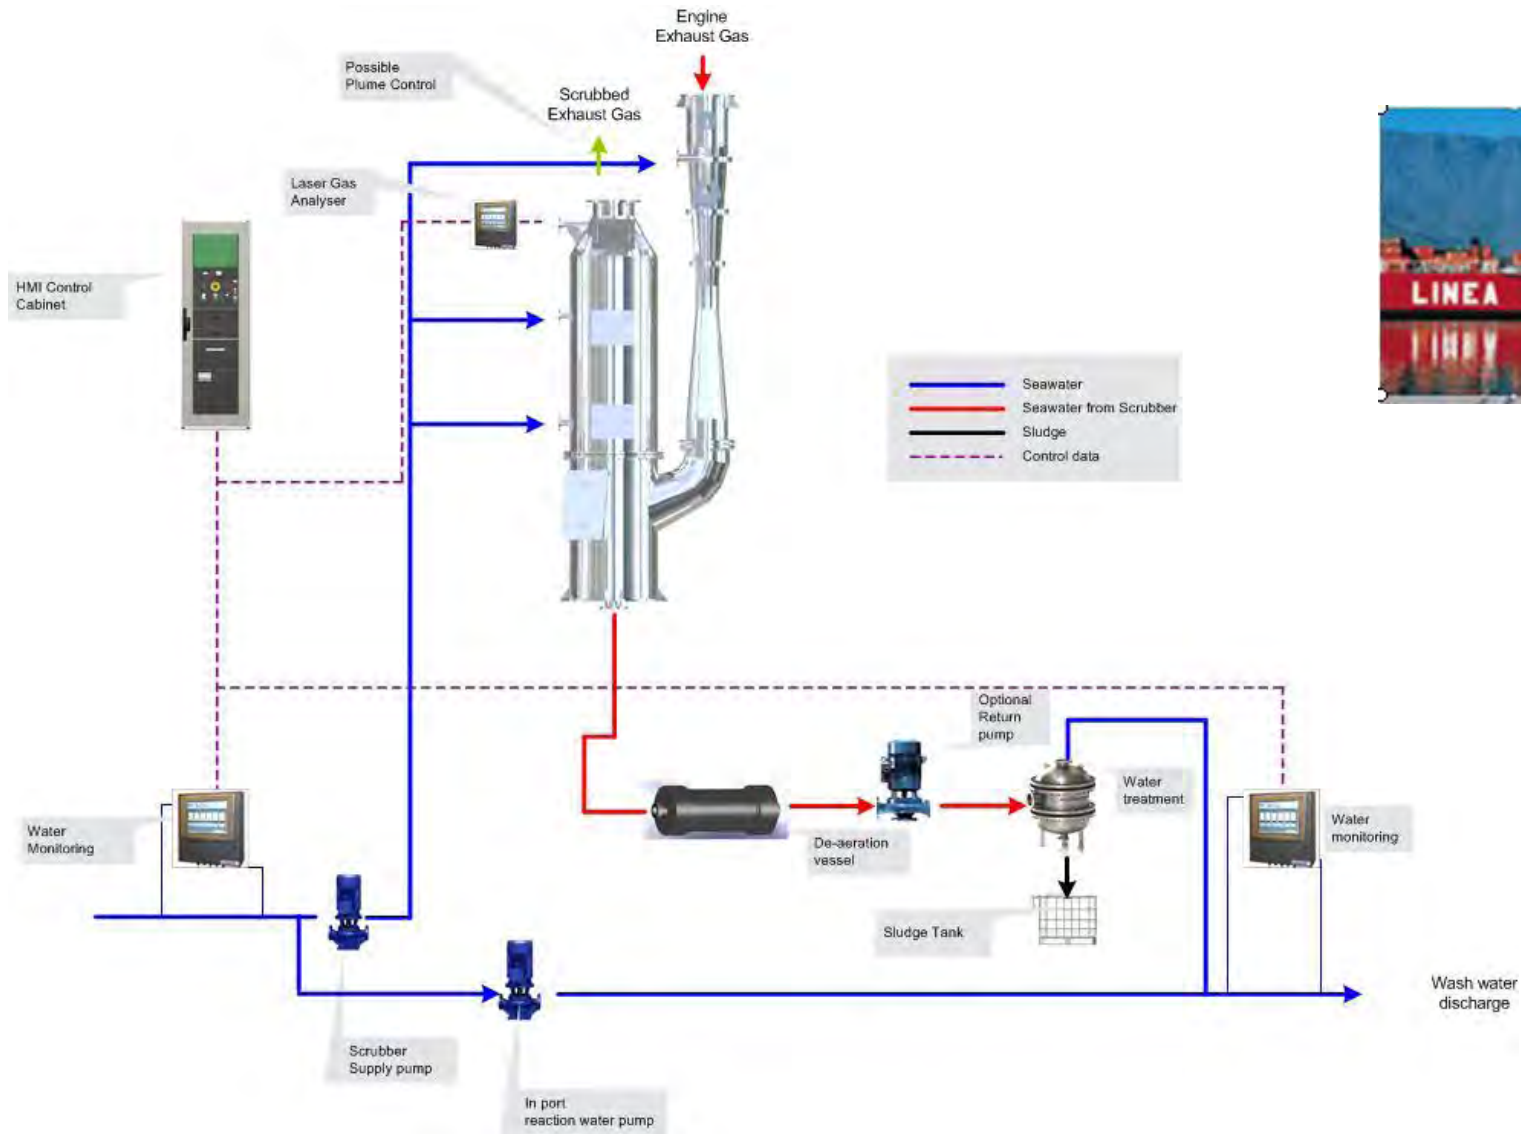 Engine
Exhaust Gas
Possible
Plume Control
Scrubbed
Exhaust Gas
Laser Gas
Analyser
HMI Control
Cabinet
LINEA
Seawater
Seawater from Scrubber
Sludge
Control data
Optional
Return
pump
Water
treatment
Water
Monitoring
De-aeration
vessel
Water
monitoring
Sludge Tank
Wash water
discharge
Scrubber
Supply pump
In port
reaction water pump